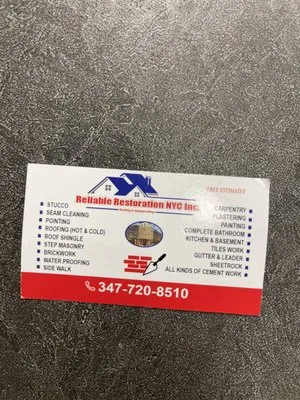 FREE ESTIMATES
Reliable Restoration NYC Inc.
Roofing & waterproofing
STUCCO
SEAM CLEANING
POINTING
ROOFING (HOT & COLD)
ROOF SHINGLE
STEP MASONRY
BRICKWORK
WATER PROOFING
SIDE WALK
CARPENTRY
PLASTERING
PAINTING
COMPLETE BATHROOM
KITCHEN & BASEMENT
TILES WORK
GUTTER & LEADER
SHEETROCK
ALL KINDS OF CEMENT WORK
347-720-8510